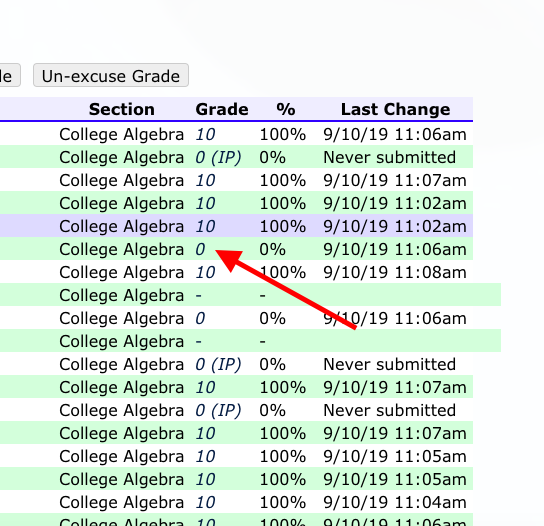 le Un-excuse Grade
Section Grade % Last Change
College Algebra 10 100% 9/10/19 11:06am
College Algebra 0 (IP) 0% Never submitted
College Algebra 10 100% 9/10/19 11:07am
College Algebra 10 100% 9/10/19 11:02am
College Algebra 10 100% 9/10/19 11:02am
College Algebra 0 0% 9/10/19 11:06am
College Algebra 10 100% 9/10/19 11:08am
College Algebra - -
College Algebra 0 0% 9/10/19 11:06am
College Algebra - -
College Algebra 0 (IP) 0% Never submitted
College Algebra 10 100% 9/10/19 11:07am
College Algebra 0 (IP) 0% Never submitted
College Algebra 10 100% 9/10/19 11:07am
College Algebra 10 100% 9/10/19 11:05am
College Algebra 10 100% 9/10/19 11:05am
College Algebra 10 100% 9/10/19 11:04am
College Algebra 10 100% 9/10/19 11:06am